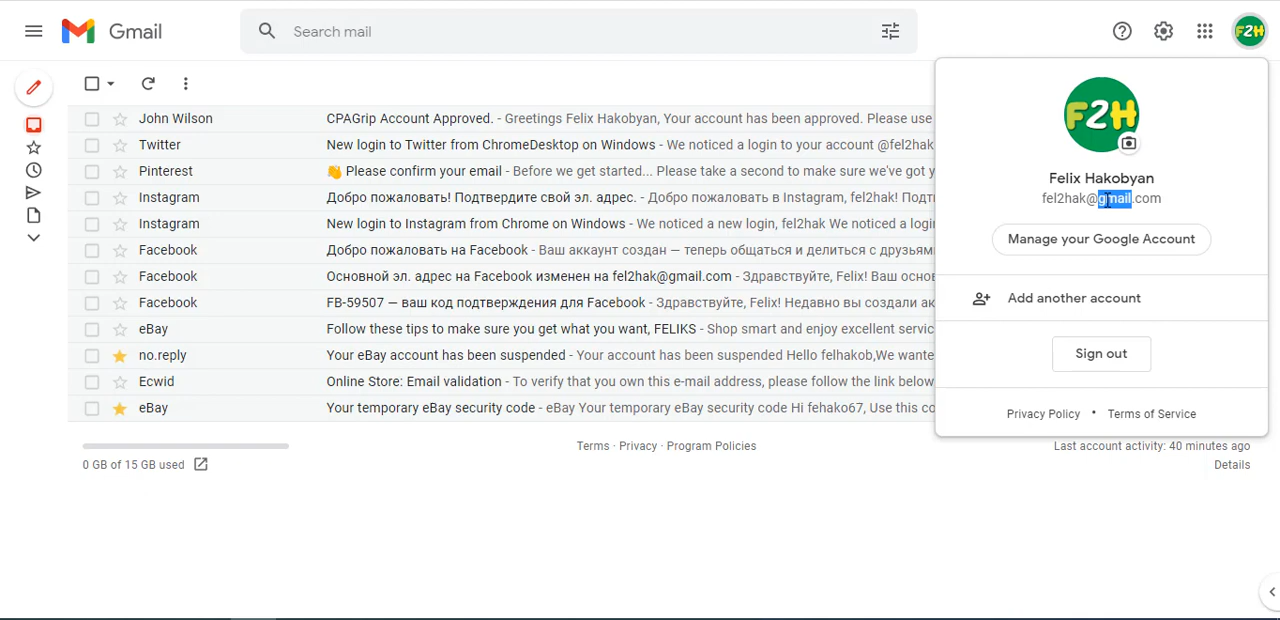 Gmail
Search mail
F2H
F2H
Felix Hakobyan
fel2hak@gmail.com
Manage your Google Account
Add another account
Sign out
Privacy Policy • Terms of Service
John Wilson CPAGrip Account Approved. - Greetings Felix Hakobyan, Your account has been approved. Please use
Twitter New login to Twitter from ChromeDesktop on Windows - We noticed a login to your account @fel2hak
Pinterest 👋 Please confirm your email - Before we get started... Please take a second to make sure we've got y
Instagram Добро пожаловать! Подтвердите свой эл. адрес. - Добро пожаловать в Instagram, fel2hak! Подт
Instagram New login to Instagram from Chrome on Windows - We noticed a new login, fel2hak We noticed a login
Facebook Добро пожаловать на Facebook - Ваш аккаунт создан — теперь общаться и делиться с друзьям
Facebook Основной эл. адрес на Facebook изменен на fel2hak@gmail.com - Здравствуйте, Felix! Ваш основ
Facebook FB-59507 — ваш код подтверждения для Facebook - Здравствуйте, Felix! Недавно вы создали ак
eBay Follow these tips to make sure you get what you want, FELIKS - Shop smart and enjoy excellent servic
no.reply Your eBay account has been suspended - Your account has been suspended Hello felhakob,We wante
Ecwid Online Store: Email validation - To verify that you own this e-mail address, please follow the link below
eBay Your temporary eBay security code - eBay Your temporary eBay security code Hi fehako67, Use this co
0 GB of 15 GB used
Terms · Privacy · Program Policies
Last account activity: 40 minutes ago
Details